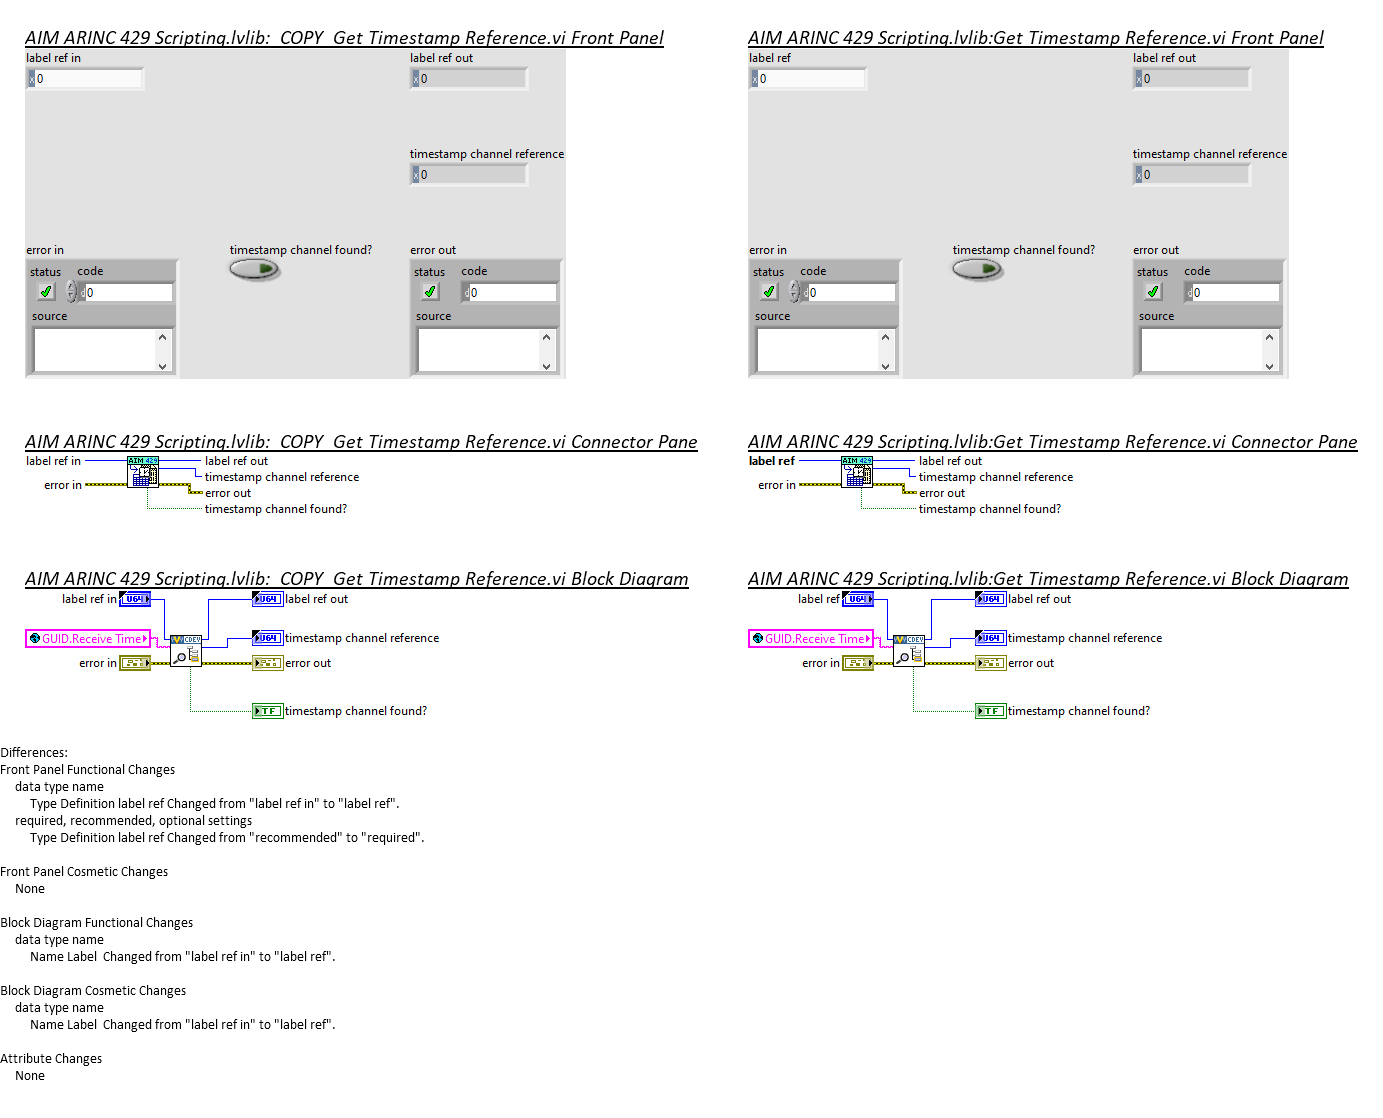 AIM ARINC 429 Scripting.lvlib:_COPY_Get Timestamp Reference.vi Front Panel
label ref in
label ref out
x 0
x 0
timestamp channel reference
x 0
error in
timestamp channel found?
error out
status code
status code
d 0
d 0
source
source
AIM ARINC 429 Scripting.lvlib:Get Timestamp Reference.vi Front Panel
label ref
label ref out
x 0
x 0
timestamp channel reference
x 0
error in
timestamp channel found?
error out
status code
status code
d 0
d 0
source
source
AIM ARINC 429 Scripting.lvlib:_COPY_Get Timestamp Reference.vi Connector Pane
label ref in
AIM 429
label ref out
timestamp channel reference
error in
error out
timestamp channel found?
AIM ARINC 429 Scripting.lvlib:Get Timestamp Reference.vi Connector Pane
label ref
AIM 429
label ref out
timestamp channel reference
error in
error out
timestamp channel found?
AIM ARINC 429 Scripting.lvlib:_COPY_Get Timestamp Reference.vi Block Diagram
label ref in U64
U64 label ref out
GUID.Receive Time
CDEV
U64 timestamp channel reference
error in
error out
TF timestamp channel found?
AIM ARINC 429 Scripting.lvlib:Get Timestamp Reference.vi Block Diagram
label ref U64
U64 label ref out
GUID.Receive Time
CDEV
U64 timestamp channel reference
error in
error out
TF timestamp channel found?
Differences:
Front Panel Functional Changes
data type name
Type Definition label ref Changed from "label ref in" to "label ref".
required, recommended, optional settings
Type Definition label ref Changed from "recommended" to "required".
Front Panel Cosmetic Changes
None
Block Diagram Functional Changes
data type name
Name Label  Changed from "label ref in" to "label ref".
Block Diagram Cosmetic Changes
data type name
Name Label  Changed from "label ref in" to "label ref".
Attribute Changes
None